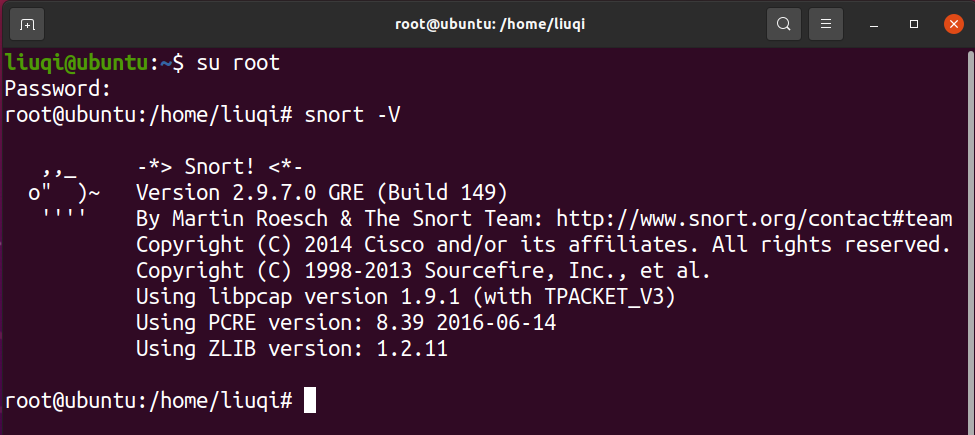 root@ubuntu: /home/liuqi
liuqi@ubuntu:~$ su root
Password:
root@ubuntu:/home/liuqi# snort -V
   ,,_     -*> Snort! <*-
  o"  )~   Version 2.9.7.0 GRE (Build 149)
   ''''    By Martin Roesch & The Snort Team: http://www.snort.org/contact#team
           Copyright (C) 2014 Cisco and/or its affiliates. All rights reserved.
           Copyright (C) 1998-2013 Sourcefire, Inc., et al.
           Using libpcap version 1.9.1 (with TPACKET_V3)
           Using PCRE version: 8.39 2016-06-14
           Using ZLIB version: 1.2.11
root@ubuntu:/home/liuqi#